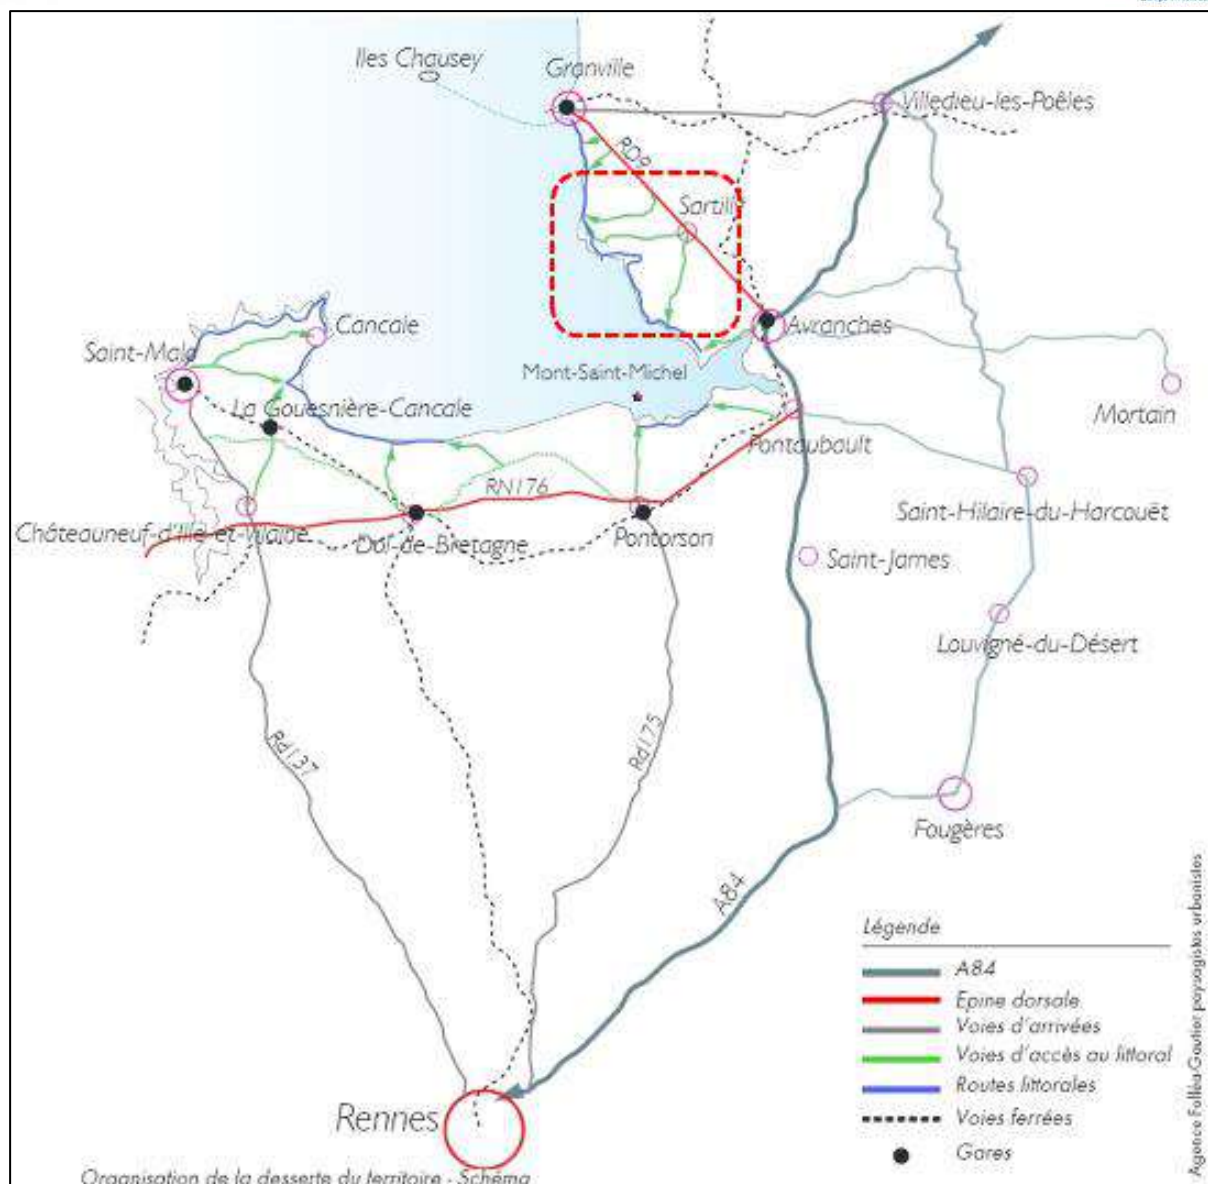 Iles Chausey
Granville
Villedieu-les-Poêles
RD9
Sartilly
Cancale
Avranches
Saint-Malo
Mont-Saint-Michel
La Gouesnière-Cancale
Mortain
Pontaubault
RN176
Saint-Hilaire-du-Harcouët
Châteauneuf-d'Ille-et-Vilaine
Dol-de-Bretagne
Pontorson
Saint-James
Louvigné-du-Désert
Rd137
Rd175
Fougères
A84
Légende
A84
Epine dorsale
Voies d'arrivées
Voies d'accès au littoral
Routes littorales
Voies ferrées
Gares
Rennes
Organisation de la desserte du territoire - Schéma
Agence Folléa-Gautier paysagistes urbanistes